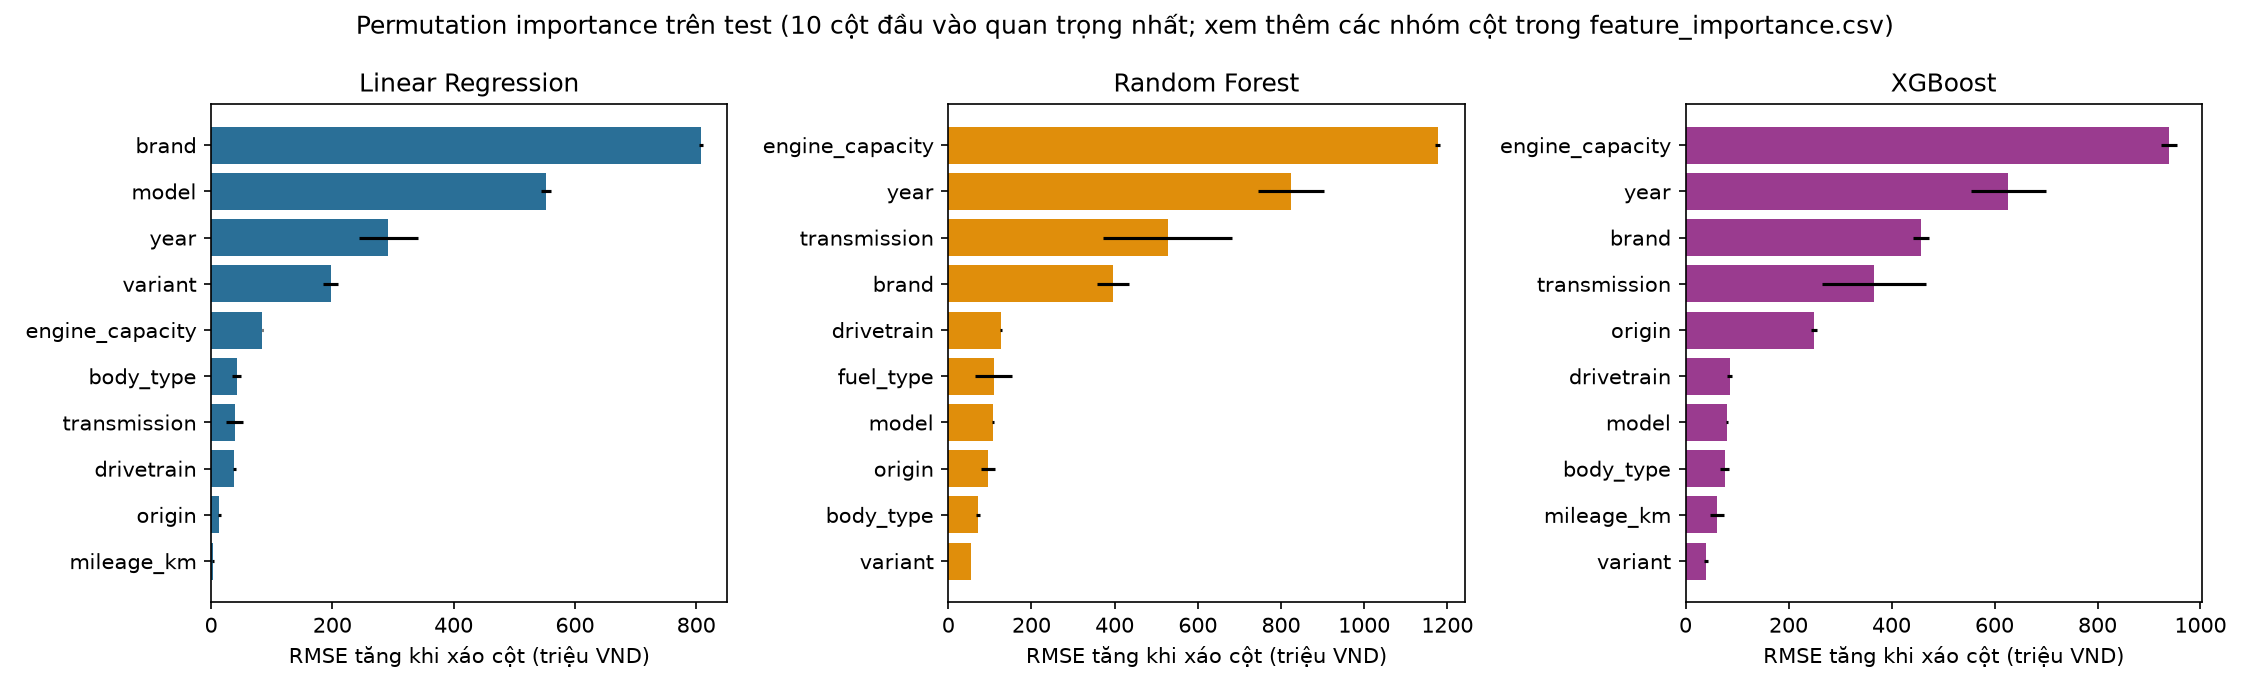 Permutation importance trên test (10 cột đầu vào quan trọng nhất; xem thêm các nhóm cột trong feature_importance.csv)
Linear Regression
brand
model
year
variant
engine_capacity
body_type
transmission
drivetrain
origin
mileage_km
0 200 400 600 800
RMSE tăng khi xáo cột (triệu VND)
Random Forest
engine_capacity
year
transmission
brand
drivetrain
fuel_type
model
origin
body_type
variant
0 200 400 600 800 1000 1200
RMSE tăng khi xáo cột (triệu VND)
XGBoost
engine_capacity
year
brand
transmission
origin
drivetrain
model
body_type
mileage_km
variant
0 200 400 600 800 1000
RMSE tăng khi xáo cột (triệu VND)